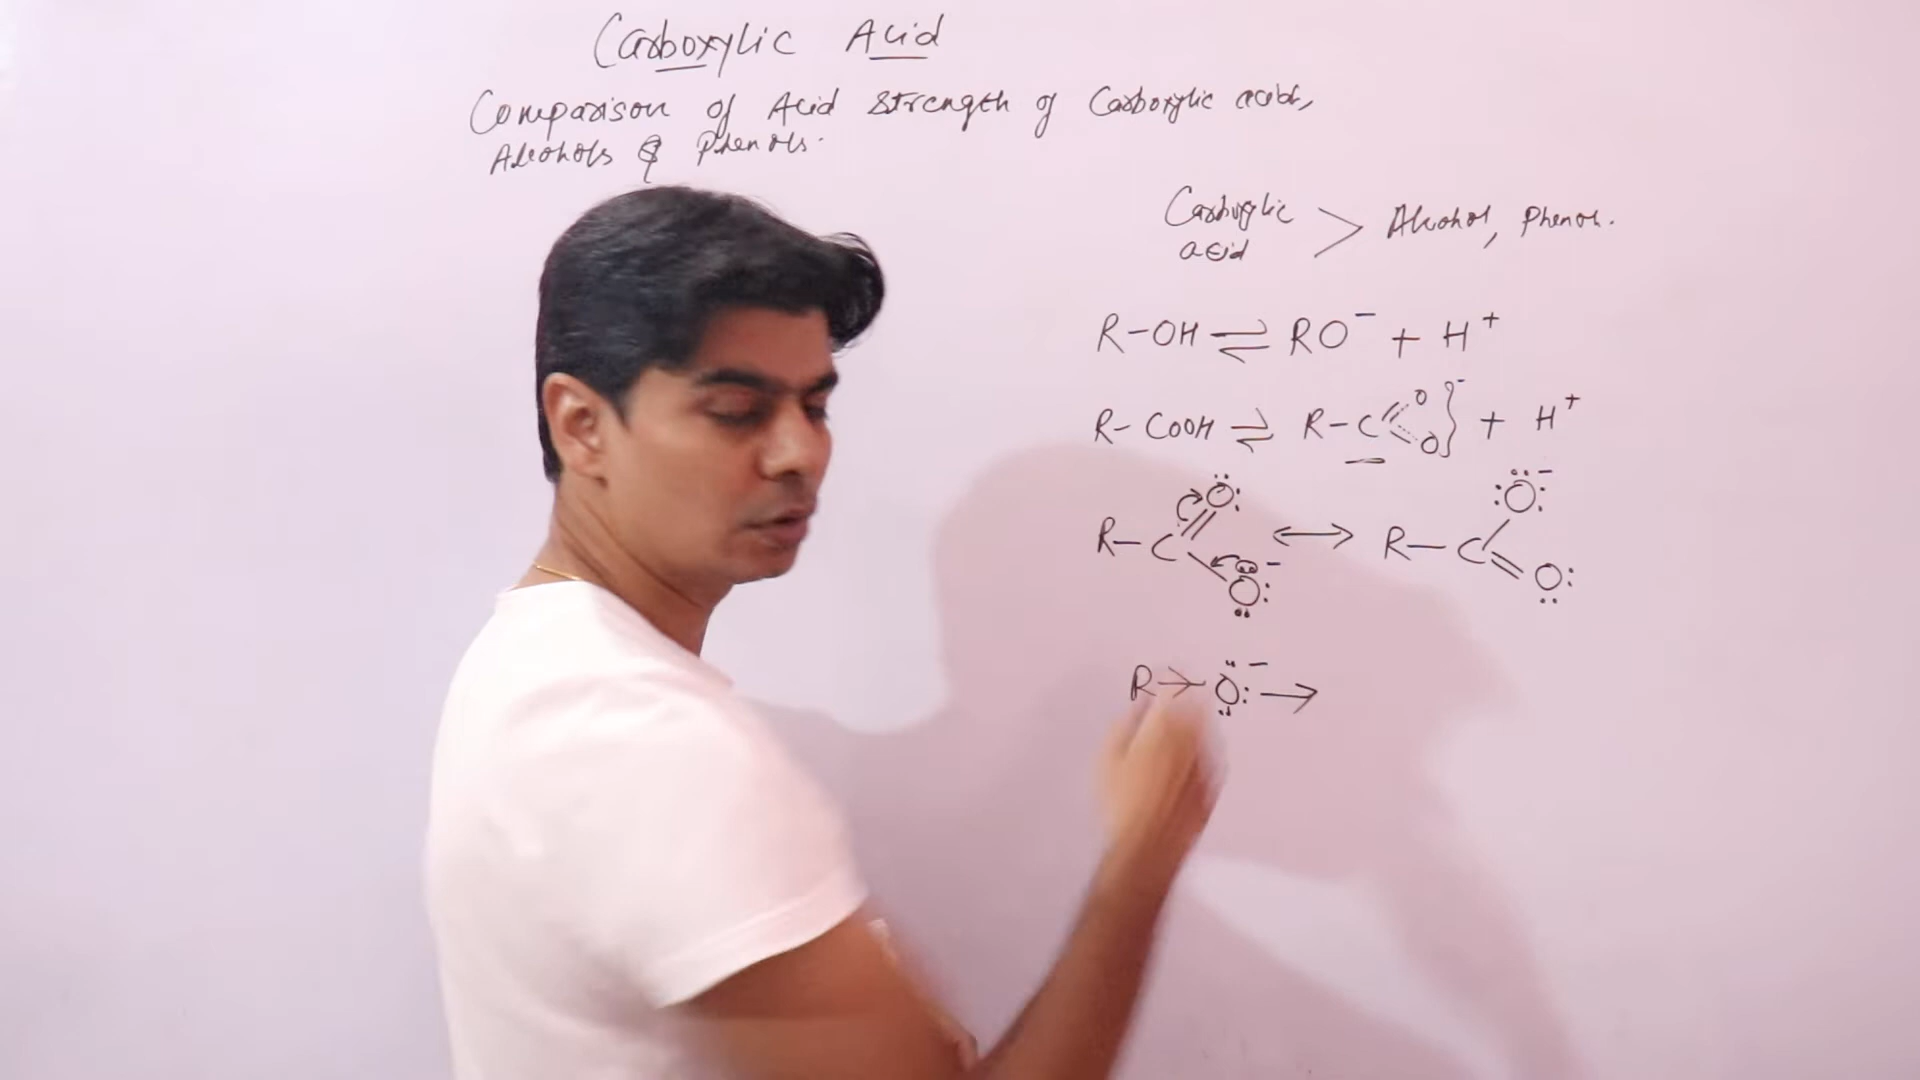 Carboxylic Acid
Comparison of Acid Strength of Carboxylic acids,
Alcohols & Phenols.
Carboxylic
acid > Alcohol, Phenol.
R-OH ⇌ RO⁻ + H⁺
R-COOH ⇌ R-C O O}⁻ + H⁺
R-C=O O⁻ ↔ R-C O⁻ =O
R→O⁻ →